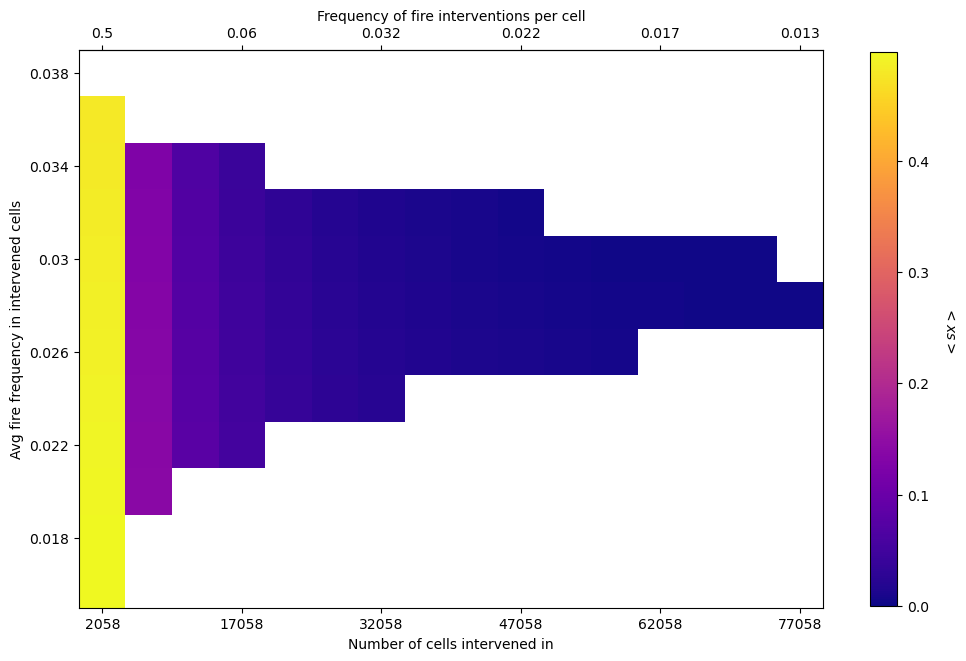 Frequency of fire interventions per cell
0.5 0.06 0.032 0.022 0.017 0.013
Avg fire frequency in intervened cells
0.038
0.034
0.03
0.026
0.022
0.018
2058 17058 32058 47058 62058 77058
Number of cells intervened in
0.4
0.3
0.2
0.1
0.0
< xs >